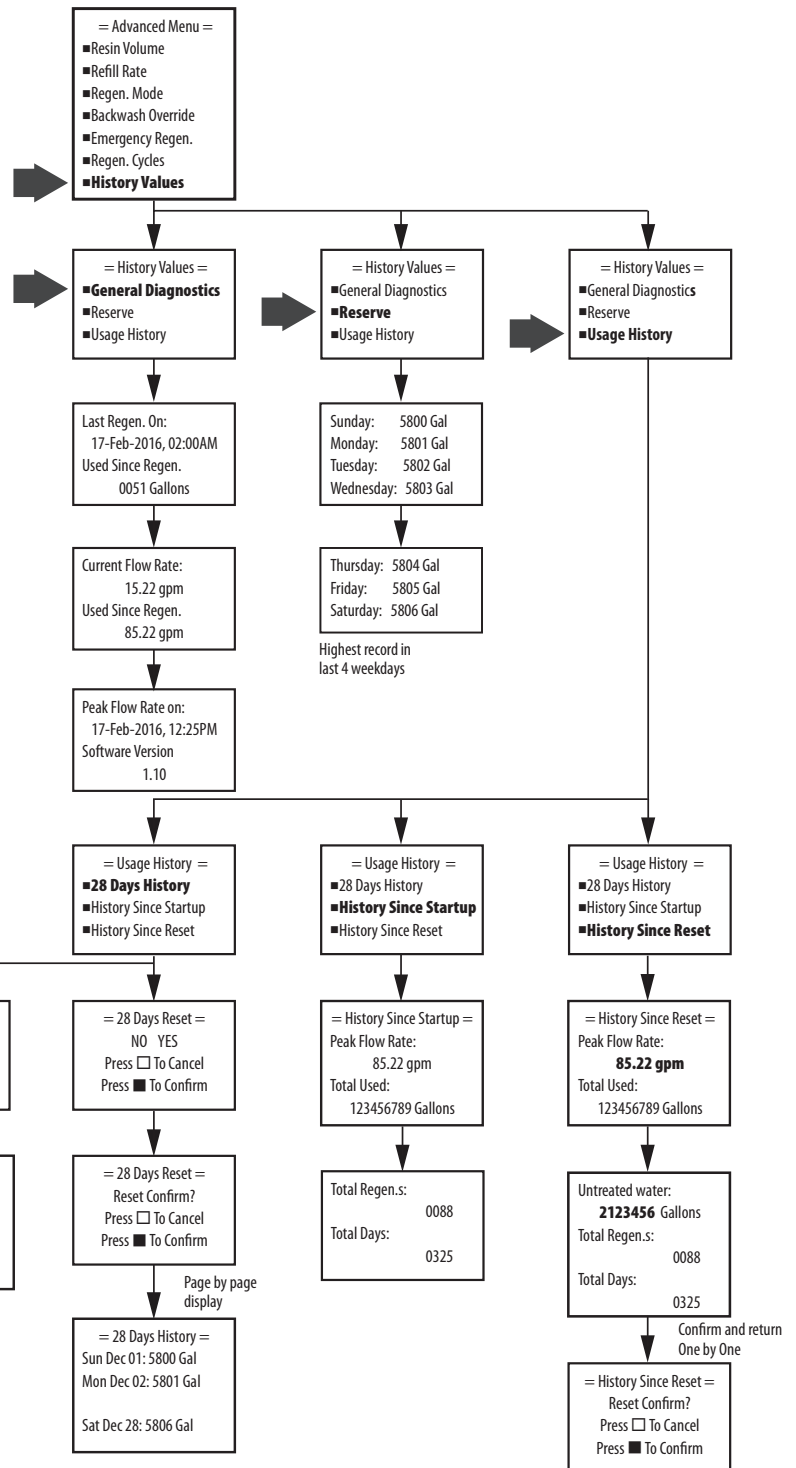 = Advanced Menu =
■Resin Volume
■Refill Rate
■Regen. Mode
■Backwash Override
■Emergency Regen.
■Regen. Cycles
■History Values
= History Values =
■General Diagnostics
■Reserve
■Usage History
= History Values =
■General Diagnostics
■Reserve
■Usage History
= History Values =
■General Diagnostics
■Reserve
■Usage History
Last Regen. On:
17-Feb-2016, 02:00AM
Used Since Regen.
0051 Gallons
Current Flow Rate:
15.22 gpm
Used Since Regen.
85.22 gpm
Peak Flow Rate on:
17-Feb-2016, 12:25PM
Software Version
1.10
Sunday: 5800 Gal
Monday: 5801 Gal
Tuesday: 5802 Gal
Wednesday: 5803 Gal
Thursday: 5804 Gal
Friday: 5805 Gal
Saturday: 5806 Gal
Highest record in
last 4 weekdays
= Usage History =
■28 Days History
■History Since Startup
■History Since Reset
= 28 Days Reset =
NO YES
Press □ To Cancel
Press ■ To Confirm
= 28 Days Reset =
Reset Confirm?
Press □ To Cancel
Press ■ To Confirm
Page by page
display
= 28 Days History =
Sun Dec 01: 5800 Gal
Mon Dec 02: 5801 Gal
Sat Dec 28: 5806 Gal
= Usage History =
■28 Days History
■History Since Startup
■History Since Reset
= History Since Startup =
Peak Flow Rate:
85.22 gpm
Total Used:
123456789 Gallons
Total Regen.s:
0088
Total Days:
0325
= Usage History =
■28 Days History
■History Since Startup
■History Since Reset
= History Since Reset =
Peak Flow Rate:
85.22 gpm
Total Used:
123456789 Gallons
Untreated water:
2123456 Gallons
Total Regen.s:
0088
Total Days:
0325
Confirm and return
One by One
= History Since Reset =
Reset Confirm?
Press □ To Cancel
Press ■ To Confirm